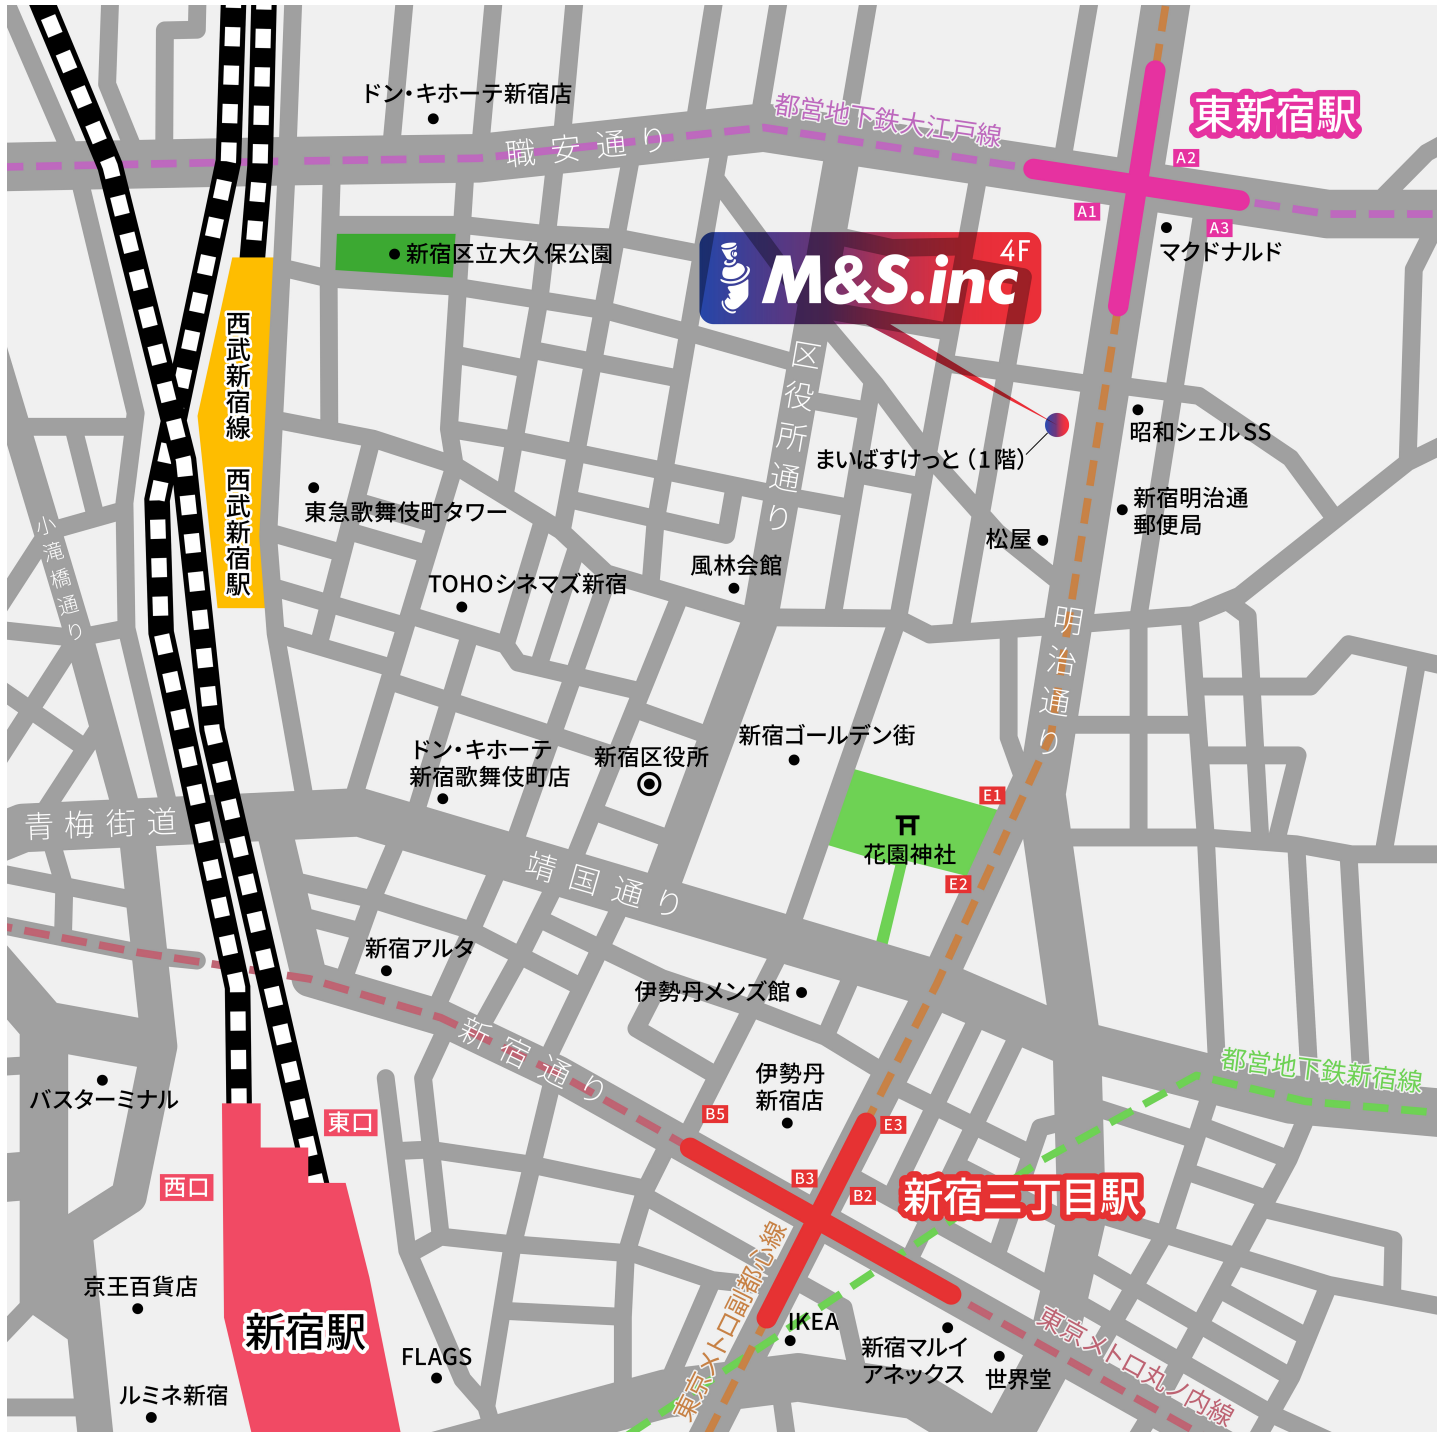 ドン・キホーテ新宿店
都営地下鉄大江戸線
東新宿駅
職安通り
A2
A1
A3
マクドナルド
新宿区立大久保公園
4F
M&S.inc
西武新宿線 西武新宿駅
区役所通り
昭和シェルSS
まいばすけっと（1階）
東急歌舞伎町タワー
新宿明治通
郵便局
松屋
小滝橋通り
風林会館
TOHOシネマズ新宿
明治通り
新宿ゴールデン街
ドン・キホーテ
新宿歌舞伎町店
新宿区役所
E1
青梅街道
花園神社
E2
靖国通り
新宿アルタ
伊勢丹メンズ館
新宿通り
都営地下鉄新宿線
伊勢丹
新宿店
バスターミナル
東口
B5
E3
西口
B3
B2
新宿三丁目駅
東京メトロ副都心線
京王百貨店
新宿駅
IKEA
新宿マルイ
アネックス
世界堂
東京メトロ丸ノ内線
FLAGS
ルミネ新宿